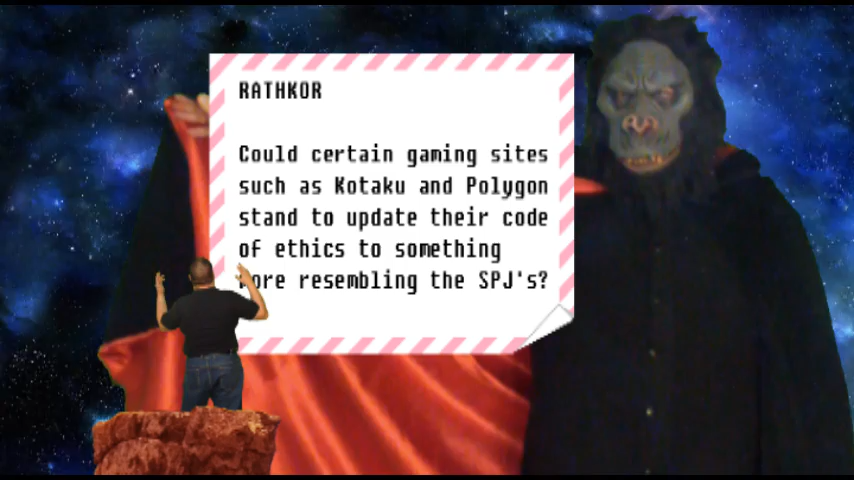 RATHKOR
Could certain gaming sites
such as Kotaku and Polygon
stand to update their code
of ethics to something
more resembling the SPJ's?